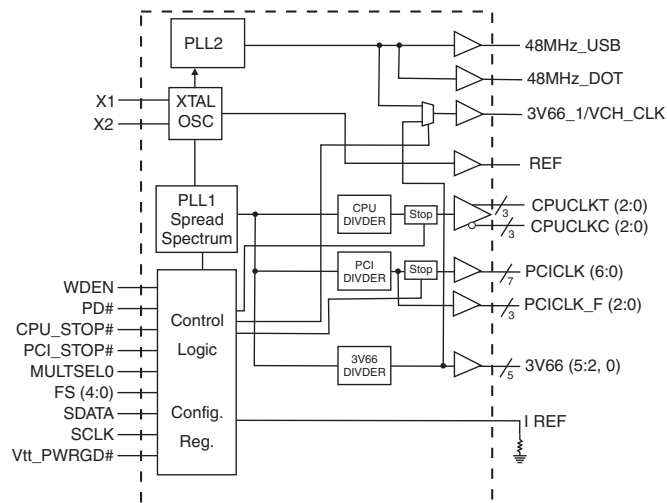 PLL2
48MHz_USB
48MHz_DOT
X1
X2
XTAL
OSC
3V66_1/VCH_CLK
REF
PLL1
Spread
Spectrum
CPU
DIVDER
Stop
3
3
CPUCLKT (2:0)
CPUCLKC (2:0)
PCI
DIVDER
Stop
7
PCICLK (6:0)
3
PCICLK_F (2:0)
3V66
DIVDER
5
3V66 (5:2, 0)
WDEN
PD#
CPU_STOP#
PCI_STOP#
MULTSEL0
FS (4:0)
SDATA
SCLK
Vtt_PWRGD#
Control
Logic
Config.
Reg.
I REF